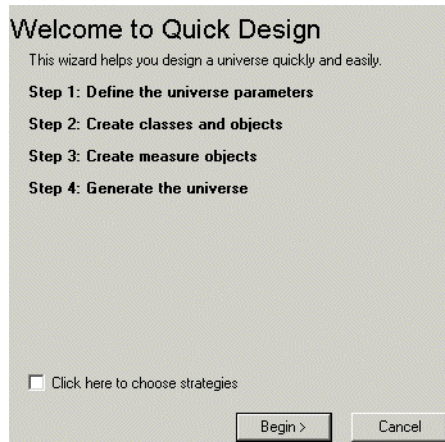 Welcome to Quick Design
This wizard helps you design a universe quickly and easily.
Step 1: Define the universe parameters
Step 2: Create classes and objects
Step 3: Create measure objects
Step 4: Generate the universe
Click here to choose strategies
Begin > Cancel